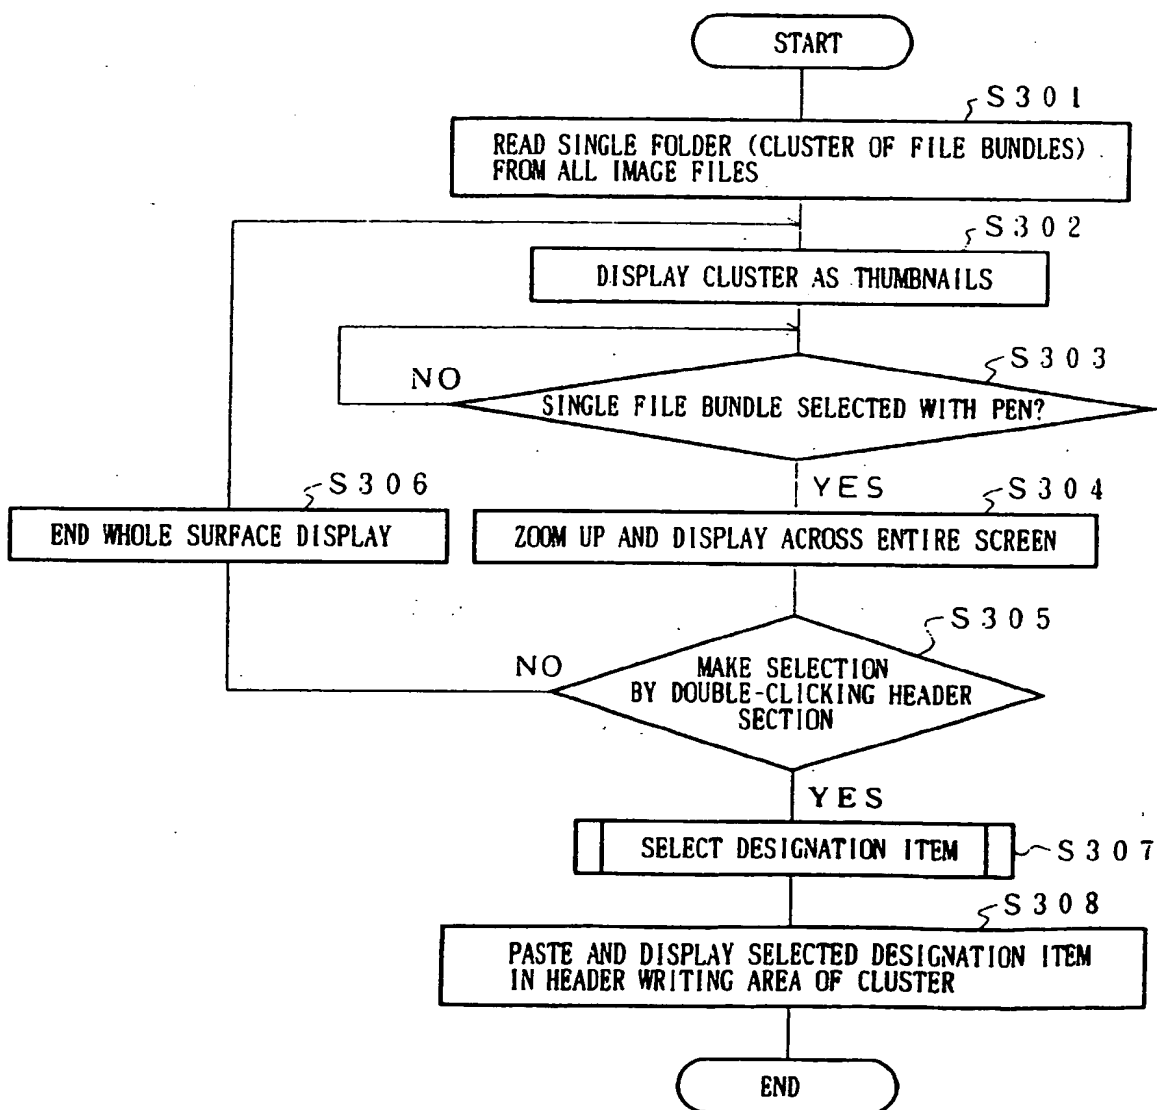 START
S301
READ SINGLE FOLDER (CLUSTER OF FILE BUNDLES)
FROM ALL IMAGE FILES
S302
DISPLAY CLUSTER AS THUMBNAILS
S303
NO
SINGLE FILE BUNDLE SELECTED WITH PEN?
YES
S306
S304
END WHOLE SURFACE DISPLAY
ZOOM UP AND DISPLAY ACROSS ENTIRE SCREEN
S305
NO
MAKE SELECTION
BY DOUBLE-CLICKING HEADER
SECTION
YES
SELECT DESIGNATION ITEM
S307
S308
PASTE AND DISPLAY SELECTED DESIGNATION ITEM
IN HEADER WRITING AREA OF CLUSTER
END